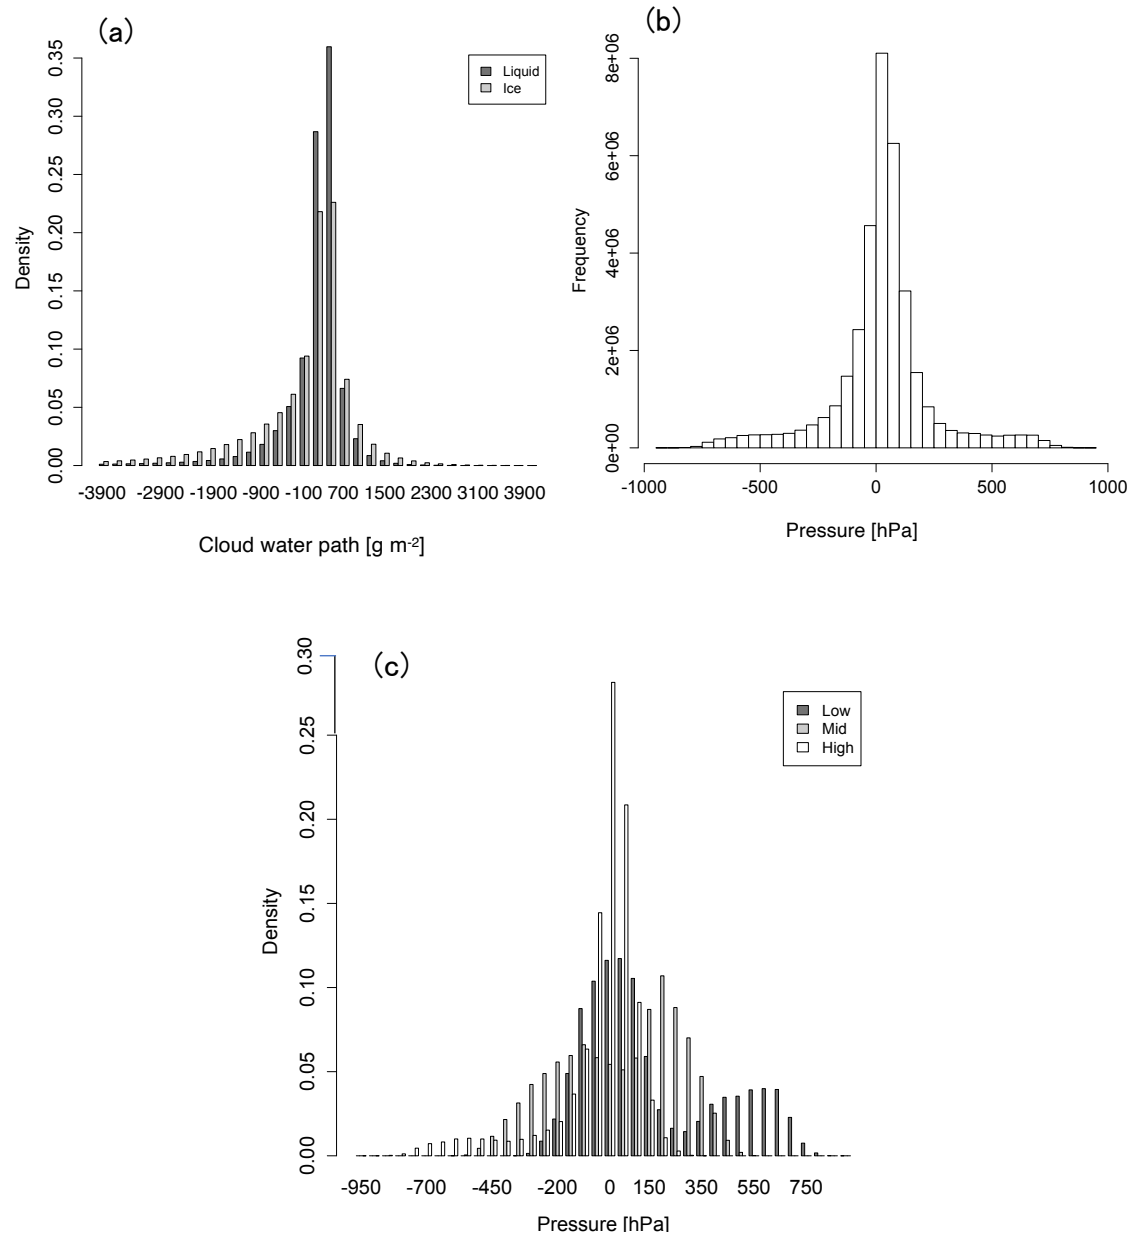 (a)
0.00 0.05 0.10 0.15 0.20 0.25 0.30 0.35
Density
Liquid
Ice
-3900 -2900 -1900 -900 -100 700 1500 2300 3100 3900
Cloud water path [g m-2]
(b)
0e+00 2e+06 4e+06 6e+06 8e+06
Frequency
-1000 -500 0 500 1000
Pressure [hPa]
(c)
0.00 0.05 0.10 0.15 0.20 0.25 0.30
Density
Low
Mid
High
-950 -700 -450 -200 0 150 350 550 750
Pressure [hPa]